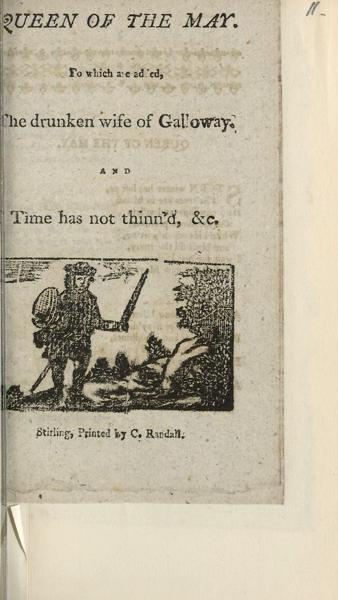 11.
QUEEN OF THE MAY.
To which are added,
The drunken wife of Galloway.
AND
Time has not thinn'd, &c.
Stirling, Printed by C. Randall.